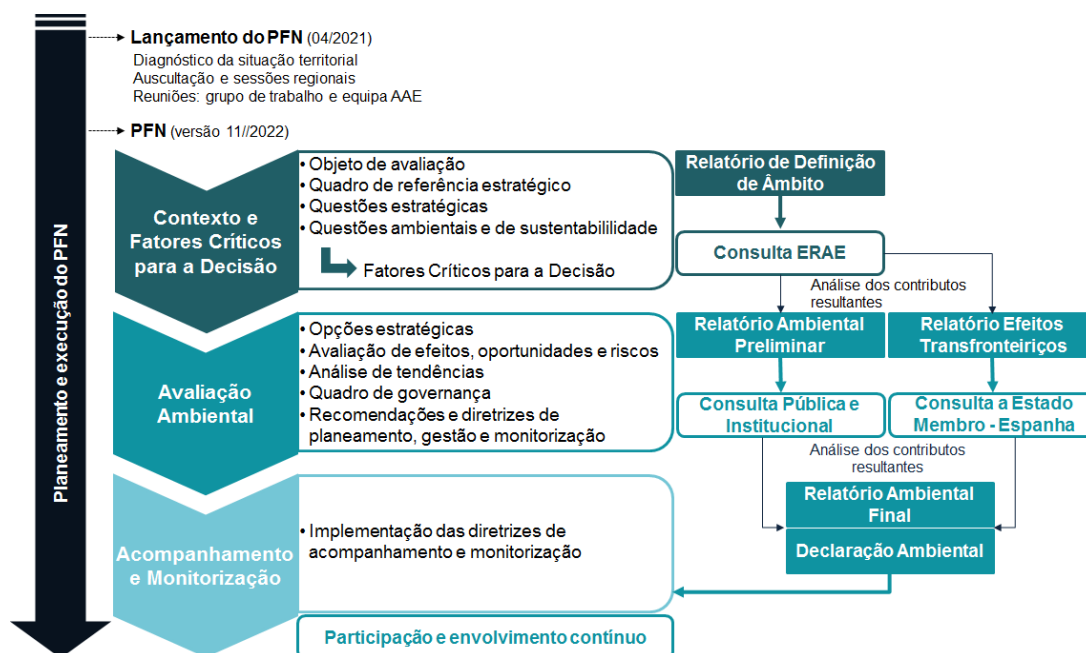 Planeamento e execução do PFN
Lançamento do PFN (04/2021)
Diagnóstico da situação territorial
Auscultação e sessões regionais
Reuniões: grupo de trabalho e equipa AAE
PFN (versão 11//2022)
Contexto e
Fatores Críticos
para a Decisão
• Objeto de avaliação
• Quadro de referência estratégico
• Questões estratégicas
• Questões ambientais e de sustentabililidade
Fatores Críticos para a Decisão
Relatório de Definição
de Âmbito
Consulta ERAE
Análise dos contributos
resultantes
Avaliação
Ambiental
• Opções estratégicas
• Avaliação de efeitos, oportunidades e riscos
• Análise de tendências
• Quadro de governança
• Recomendações e diretrizes de
planeamento, gestão e monitorização
Relatório Ambiental
Preliminar
Relatório Efeitos
Transfronteiriços
Consulta Pública e
Institucional
Consulta a Estado
Membro - Espanha
Análise dos contributos
resultantes
Relatório Ambiental
Final
Declaração Ambiental
Acompanhamento
e Monitorização
• Implementação das diretrizes de
acompanhamento e monitorização
Participação e envolvimento contínuo